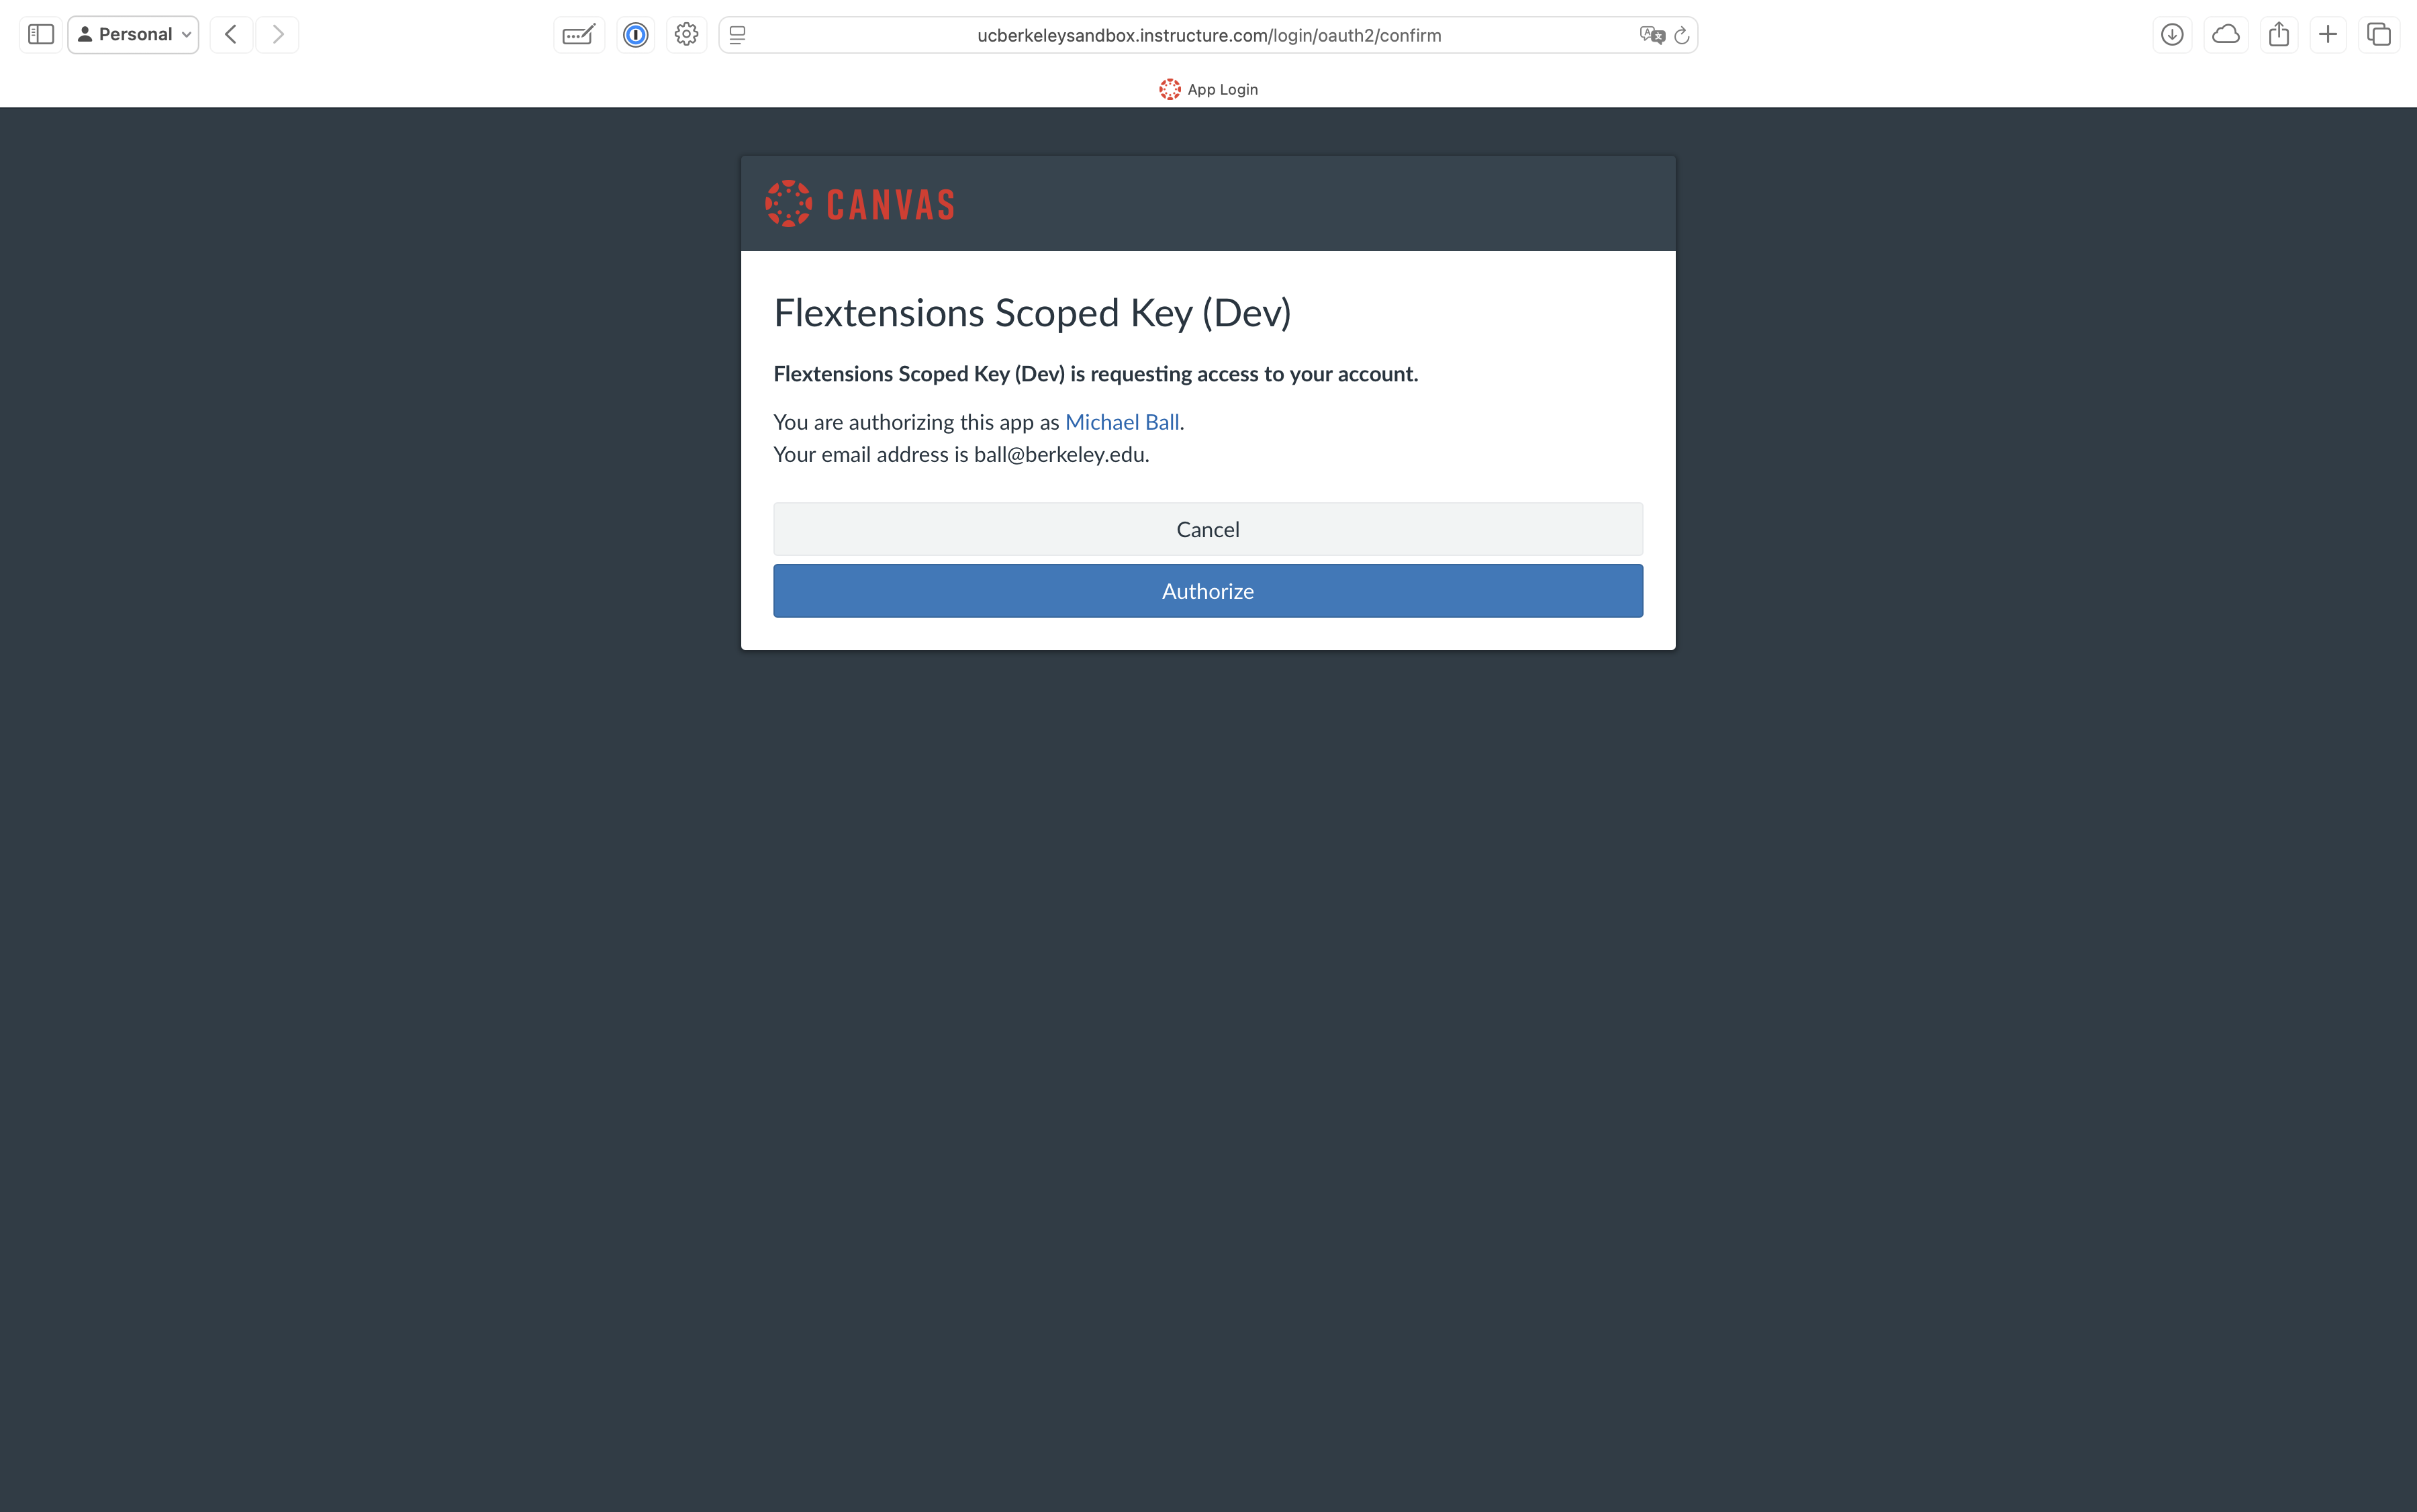 Personal
ucberkeleysandbox.instructure.com/login/oauth2/confirm
App Login
CANVAS
Flextensions Scoped Key (Dev)
Flextensions Scoped Key (Dev) is requesting access to your account.
You are authorizing this app as Michael Ball.
Your email address is ball@berkeley.edu.
Cancel
Authorize